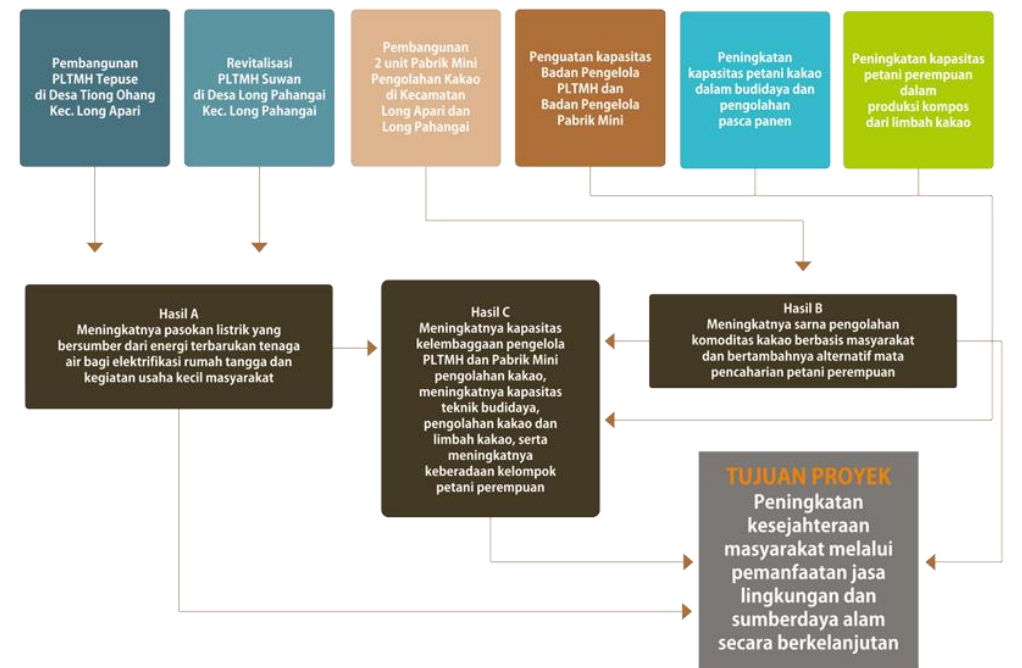 Pembangunan
PLTMH Tepuse
di Desa Tiong Ohang
Kec. Long Apari
Revitalisasi
PLTMH Suwan
di Desa Long Pahangai
Kec. Long Pahangai
Pembangunan
2 unit Pabrik Mini
Pengolahan Kakao
di Kecamatan
Long Apari dan
Long Pahangai
Penguatan kapasitas
Badan Pengelola
PLTMH dan
Badan Pengelola
Pabrik Mini
Peningkatan
kapasitas petani kakao
dalam budidaya dan
pengolahan
pasca panen
Peningkatan kapasitas
petani perempuan
dalam
produksi kompos
dari limbah kakao
Hasil A
Meningkatnya pasokan listrik yang
bersumber dari energi terbarukan tenaga
air bagi elektrifikasi rumah tangga dan
kegiatan usaha kecil masyarakat
Hasil C
Meningkatnya kapasitas
kelembaggaan pengelola
PLTMH dan Pabrik Mini
pengolahan kakao,
meningkatnya kapasitas
teknik budidaya,
pengolahan kakao dan
limbah kakao, serta
meningkatnya
keberadaan kelompok
petani perempuan
Hasil B
Meningkatnya sarna pengolahan
komoditas kakao berbasis masyarakat
dan bertambahnya alternatif mata
pencaharian petani perempuan
TUJUAN PROYEK
Peningkatan
kesejahteraan
masyarakat melalui
pemanfaatan jasa
lingkungan dan
sumberdaya alam
secara berkelanjutan